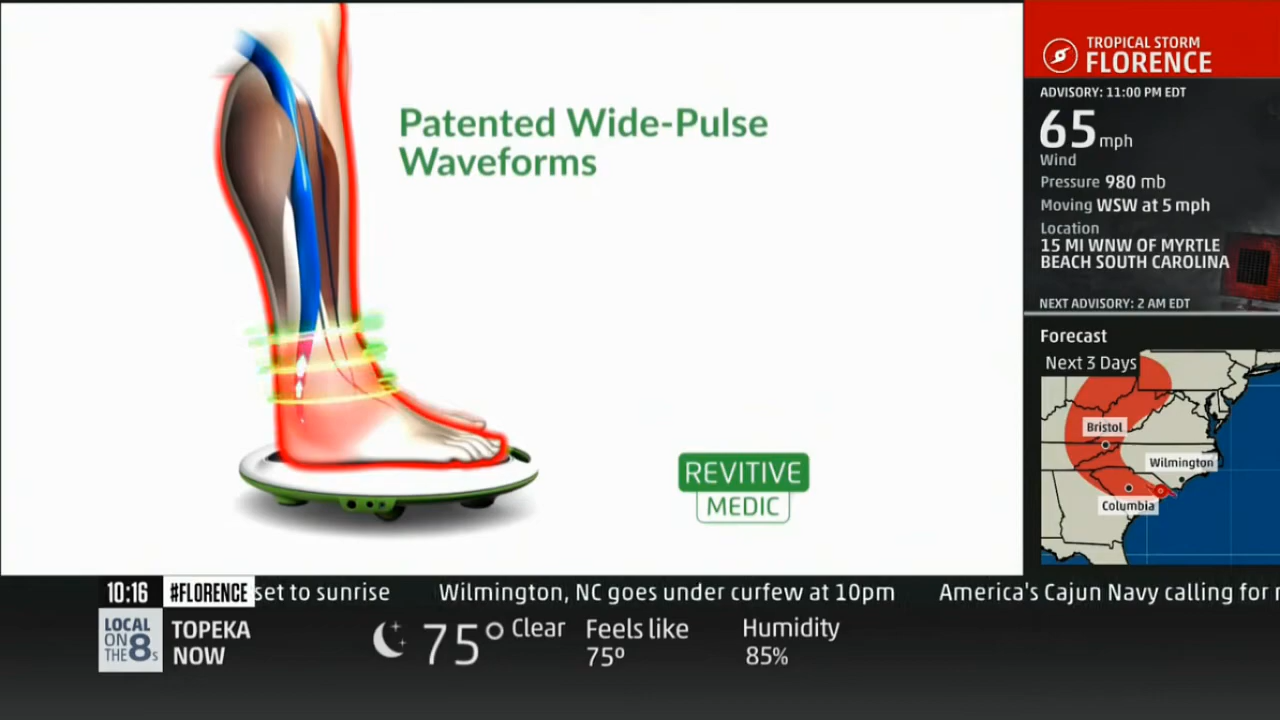 Patented Wide-Pulse
Waveforms
REVITIVE
MEDIC
TROPICAL STORM
FLORENCE
ADVISORY: 11:00 PM EDT
65 mph
Wind
Pressure 980 mb
Moving WSW at 5 mph
Location
15 MI WNW OF MYRTLE
BEACH SOUTH CAROLINA
NEXT ADVISORY: 2 AM EDT
Forecast
Next 3 Days
Bristol
Wilmington
Columbia
10:16 #FLORENCE set to sunrise Wilmington, NC goes under curfew at 10pm America's Cajun Navy calling for
LOCAL
ON
THE 8s
TOPEKA
NOW
75° Clear
Feels like
75°
Humidity
85%